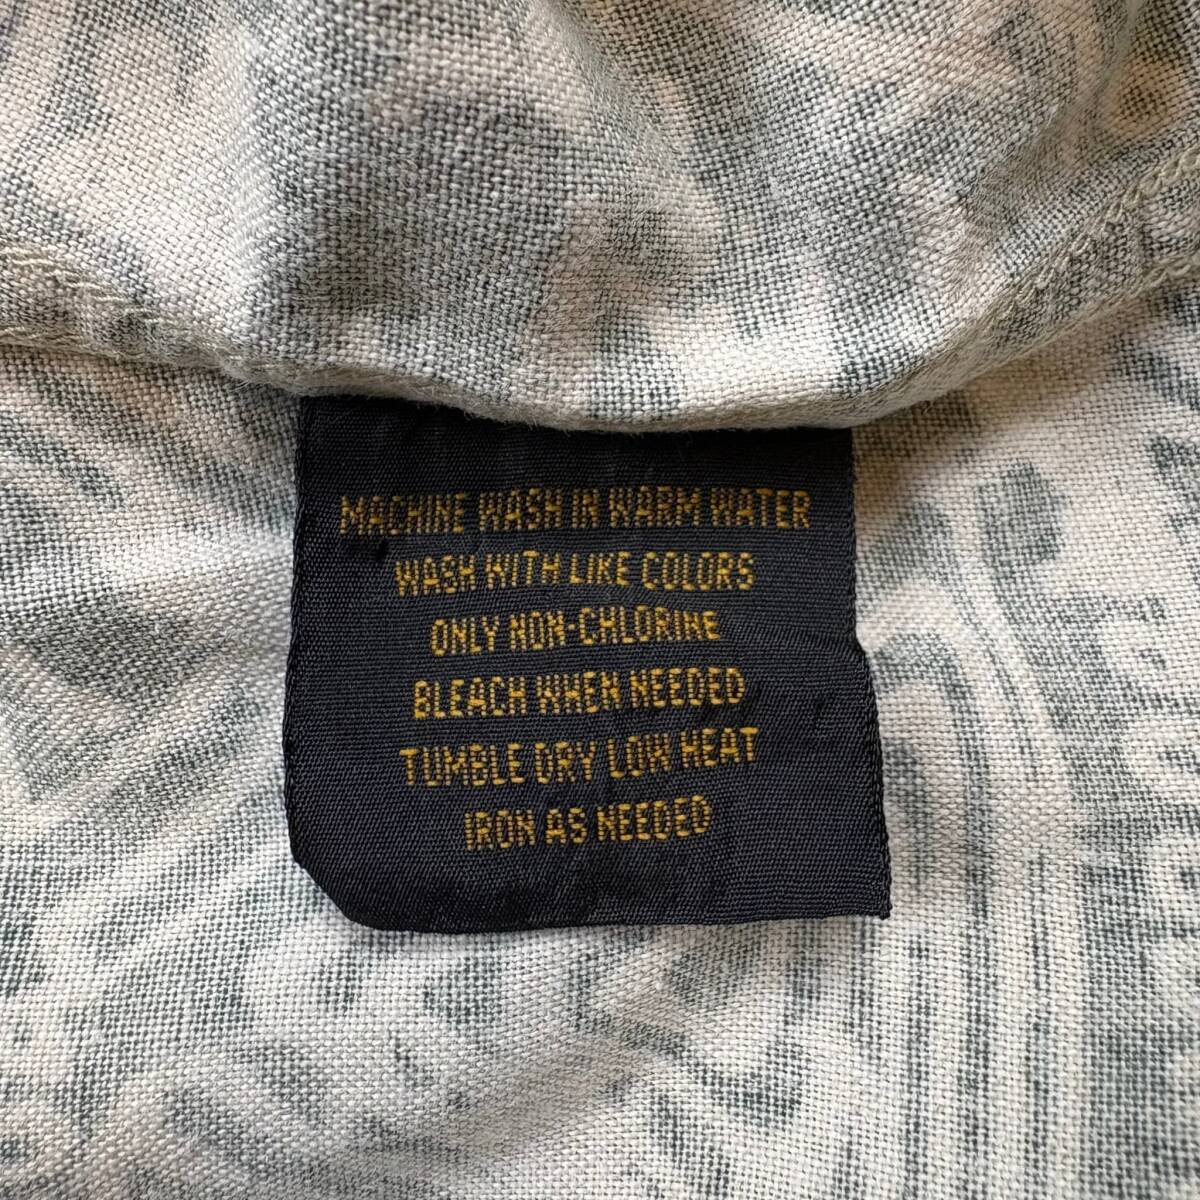 MACHINE WASH IN WARM WATER
WASH WITH LIKE COLORS
ONLY NON-CHLORINE
BLEACH WHEN NEEDED
TUMBLE DRY LOW HEAT
IRON AS NEEDED